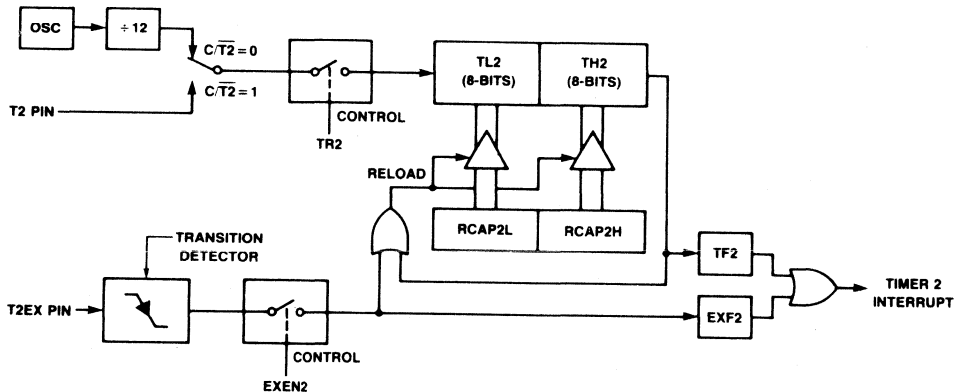 OSC
÷12
C/T2 = 0
C/T2 = 1
T2 PIN
CONTROL
TR2
TL2
(8-BITS)
TH2
(8-BITS)
RELOAD
RCAP2L
RCAP2H
TRANSITION
DETECTOR
T2EX PIN
CONTROL
EXEN2
TF2
EXF2
TIMER 2
INTERRUPT